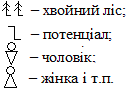 – хвойний ліс;
– потенціал;
– чоловік;
– жінка і т.п.